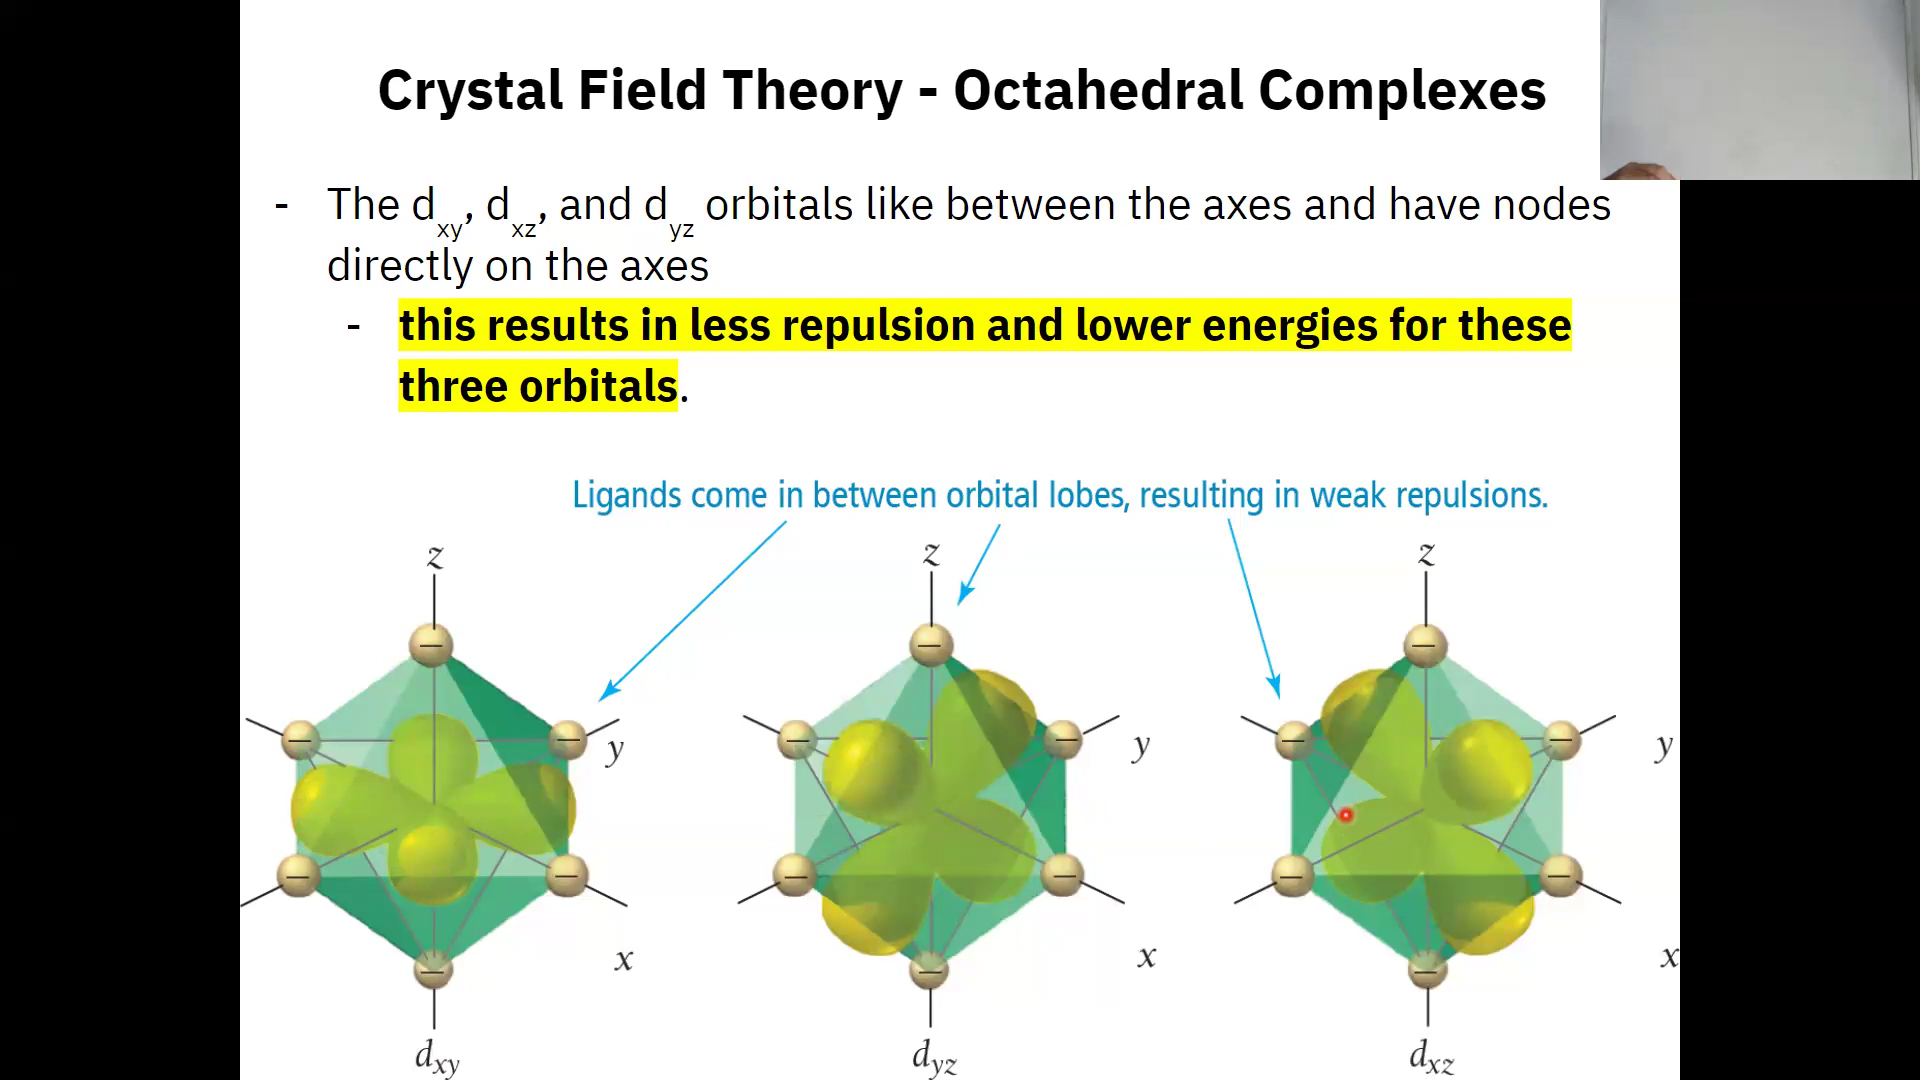 Crystal Field Theory - Octahedral Complexes
- The dxy, dxz, and dyz orbitals like between the axes and have nodes
directly on the axes
- this results in less repulsion and lower energies for these
three orbitals.
Ligands come in between orbital lobes, resulting in weak repulsions.
z z z
y y y
x x x
dxy dyz dxz